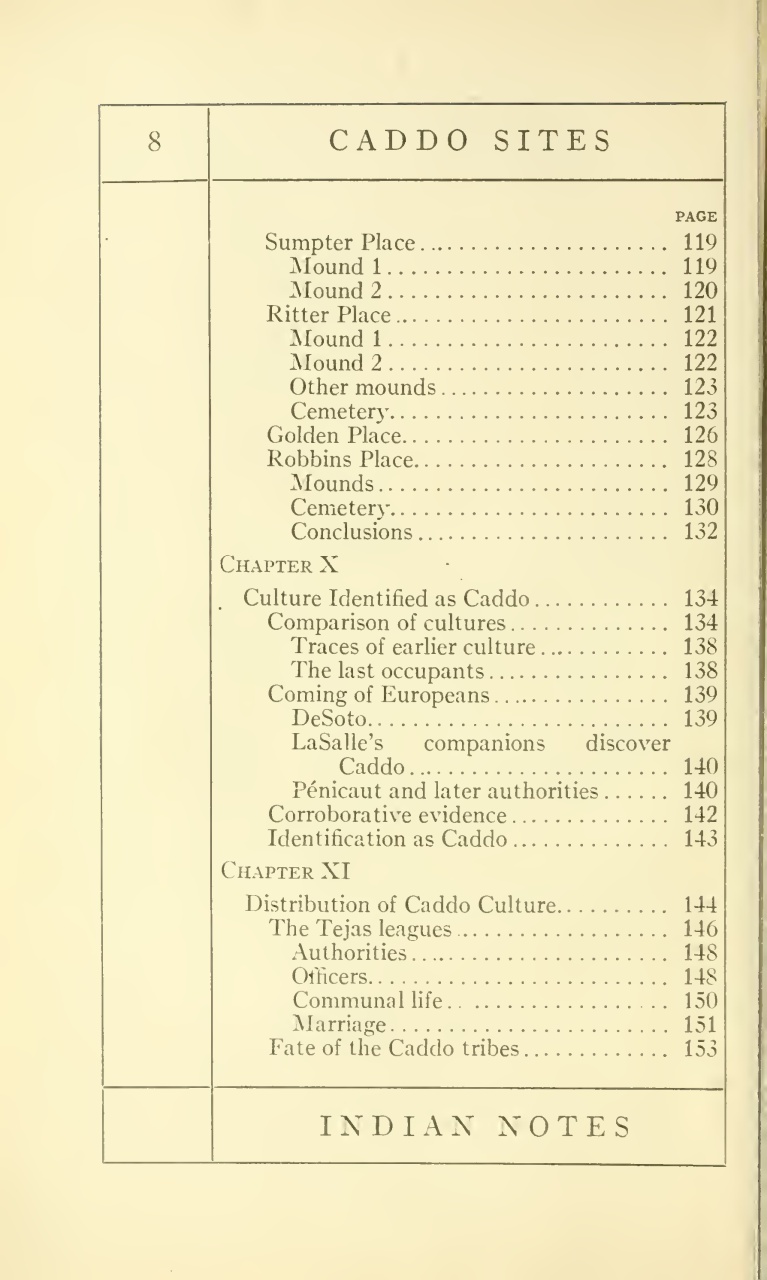 8
CADDO SITES
PAGE
Sumpter Place...................... 119
Mound 1......................... 119
Mound 2......................... 120
Ritter Place........................ 121
Mound 1......................... 122
Mound 2......................... 122
Other mounds.................... 123
Cemetery......................... 123
Golden Place........................ 126
Robbins Place....................... 128
Mounds.......................... 129
Cemetery......................... 130
Conclusions...................... 132
CHAPTER X
Culture Identified as Caddo............ 134
Comparison of cultures.............. 134
Traces of earlier culture............ 138
The last occupants................ 138
Coming of Europeans................ 139
DeSoto........................... 139
LaSalle's companions discover
Caddo....................... 140
Pénicaut and later authorities...... 140
Corroborative evidence.............. 142
Identification as Caddo.............. 143
CHAPTER XI
Distribution of Caddo Culture.......... 144
The Tejas leagues................... 146
Authorities....................... 148
Officers........................... 148
Communal life.................... 150
Marriage......................... 151
Fate of the Caddo tribes............. 153
INDIAN NOTES